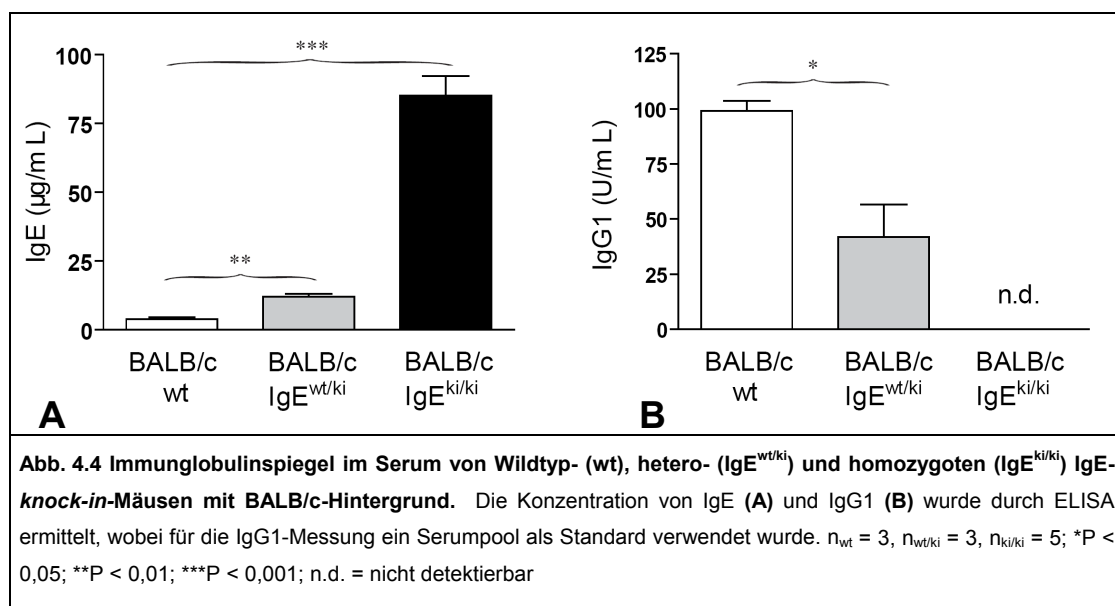 ***
*
100
75
50
25
0
IgE (µg/m L)
**
BALB/c wt
BALB/c IgE^wt/ki
BALB/c IgE^ki/ki
A
125
100
75
50
25
0
IgG1 (U/m L)
n.d.
BALB/c wt
BALB/c IgE^wt/ki
BALB/c IgE^ki/ki
B
Abb. 4.4 Immunglobulinspiegel im Serum von Wildtyp- (wt), hetero- (IgE^wt/ki) und homozygoten (IgE^ki/ki) IgE-
knock-in-Mäusen mit BALB/c-Hintergrund. Die Konzentration von IgE (A) und IgG1 (B) wurde durch ELISA
ermittelt, wobei für die IgG1-Messung ein Serumpool als Standard verwendet wurde. n_wt = 3, n_wt/ki = 3, n_ki/ki = 5; *P <
0,05; **P < 0,01; ***P < 0,001; n.d. = nicht detektierbar